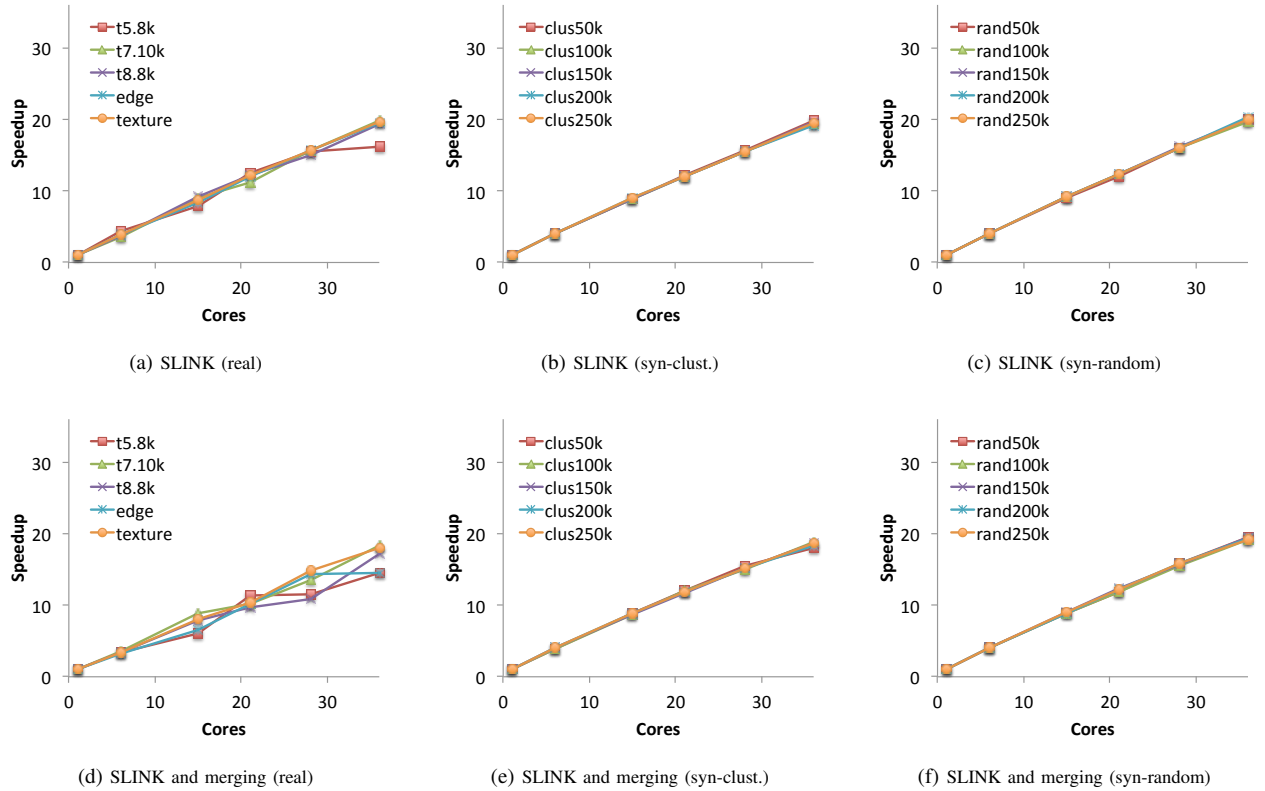 t5.8k
t7.10k
t8.8k
edge
texture
30
20
10
0
Speedup
0 10 20 30
Cores
(a) SLINK (real)
clus50k
clus100k
clus150k
clus200k
clus250k
30
20
10
0
Speedup
0 10 20 30
Cores
(b) SLINK (syn-clust.)
rand50k
rand100k
rand150k
rand200k
rand250k
30
20
10
0
Speedup
0 10 20 30
Cores
(c) SLINK (syn-random)
t5.8k
t7.10k
t8.8k
edge
texture
30
20
10
0
Speedup
0 10 20 30
Cores
(d) SLINK and merging (real)
clus50k
clus100k
clus150k
clus200k
clus250k
30
20
10
0
Speedup
0 10 20 30
Cores
(e) SLINK and merging (syn-clust.)
rand50k
rand100k
rand150k
rand200k
rand250k
30
20
10
0
Speedup
0 10 20 30
Cores
(f) SLINK and merging (syn-random)